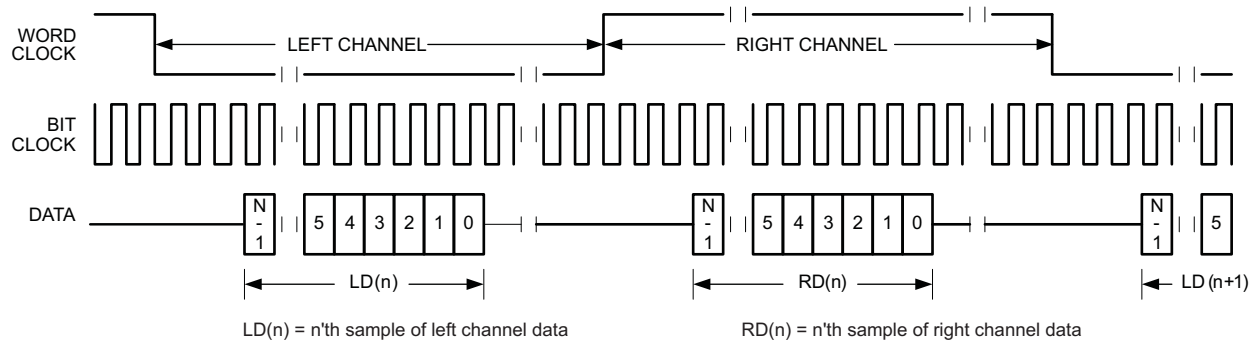 WORD
CLOCK
LEFT CHANNEL
RIGHT CHANNEL
BIT
CLOCK
DATA
N
-
1
5 4 3 2 1 0
N
-
1
5 4 3 2 1 0
N
-
1
5
LD(n)
RD(n)
LD (n+1)
LD(n) = n'th sample of left channel data
RD(n) = n'th sample of right channel data